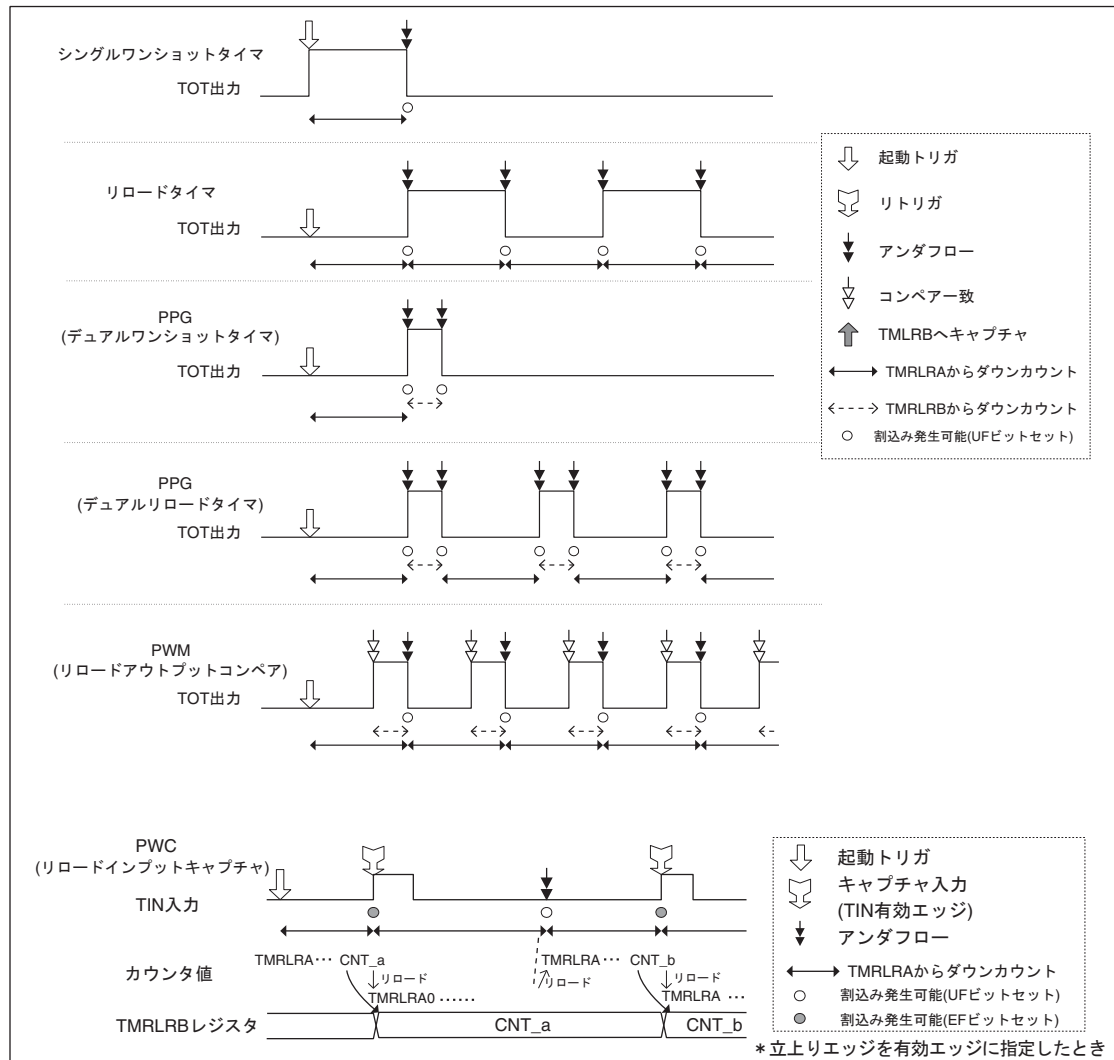 シングルワンショットタイマ
TOT出力
リロードタイマ
TOT出力
PPG
(デュアルワンショットタイマ)
TOT出力
PPG
(デュアルリロードタイマ)
TOT出力
PWM
(リロードアウトプットコンペア)
TOT出力
起動トリガ
リトリガ
アンダフロー
コンペア一致
TMLRBへキャプチャ
TMRLRAからダウンカウント
TMRLRBからダウンカウント
割込み発生可能(UFビットセット)
PWC
(リロードインプットキャプチャ)
TIN入力
カウンタ値
TMRLRA… CNT_a
リロード
TMRLRA0 ……
リロード
TMRLRA… CNT_b
リロード
TMRLRA …
TMRLRBレジスタ
CNT_a
CNT_b
起動トリガ
キャプチャ入力
(TIN有効エッジ)
アンダフロー
TMRLRAからダウンカウント
割込み発生可能(UFビットセット)
割込み発生可能(EFビットセット)
*立上りエッジを有効エッジに指定したとき